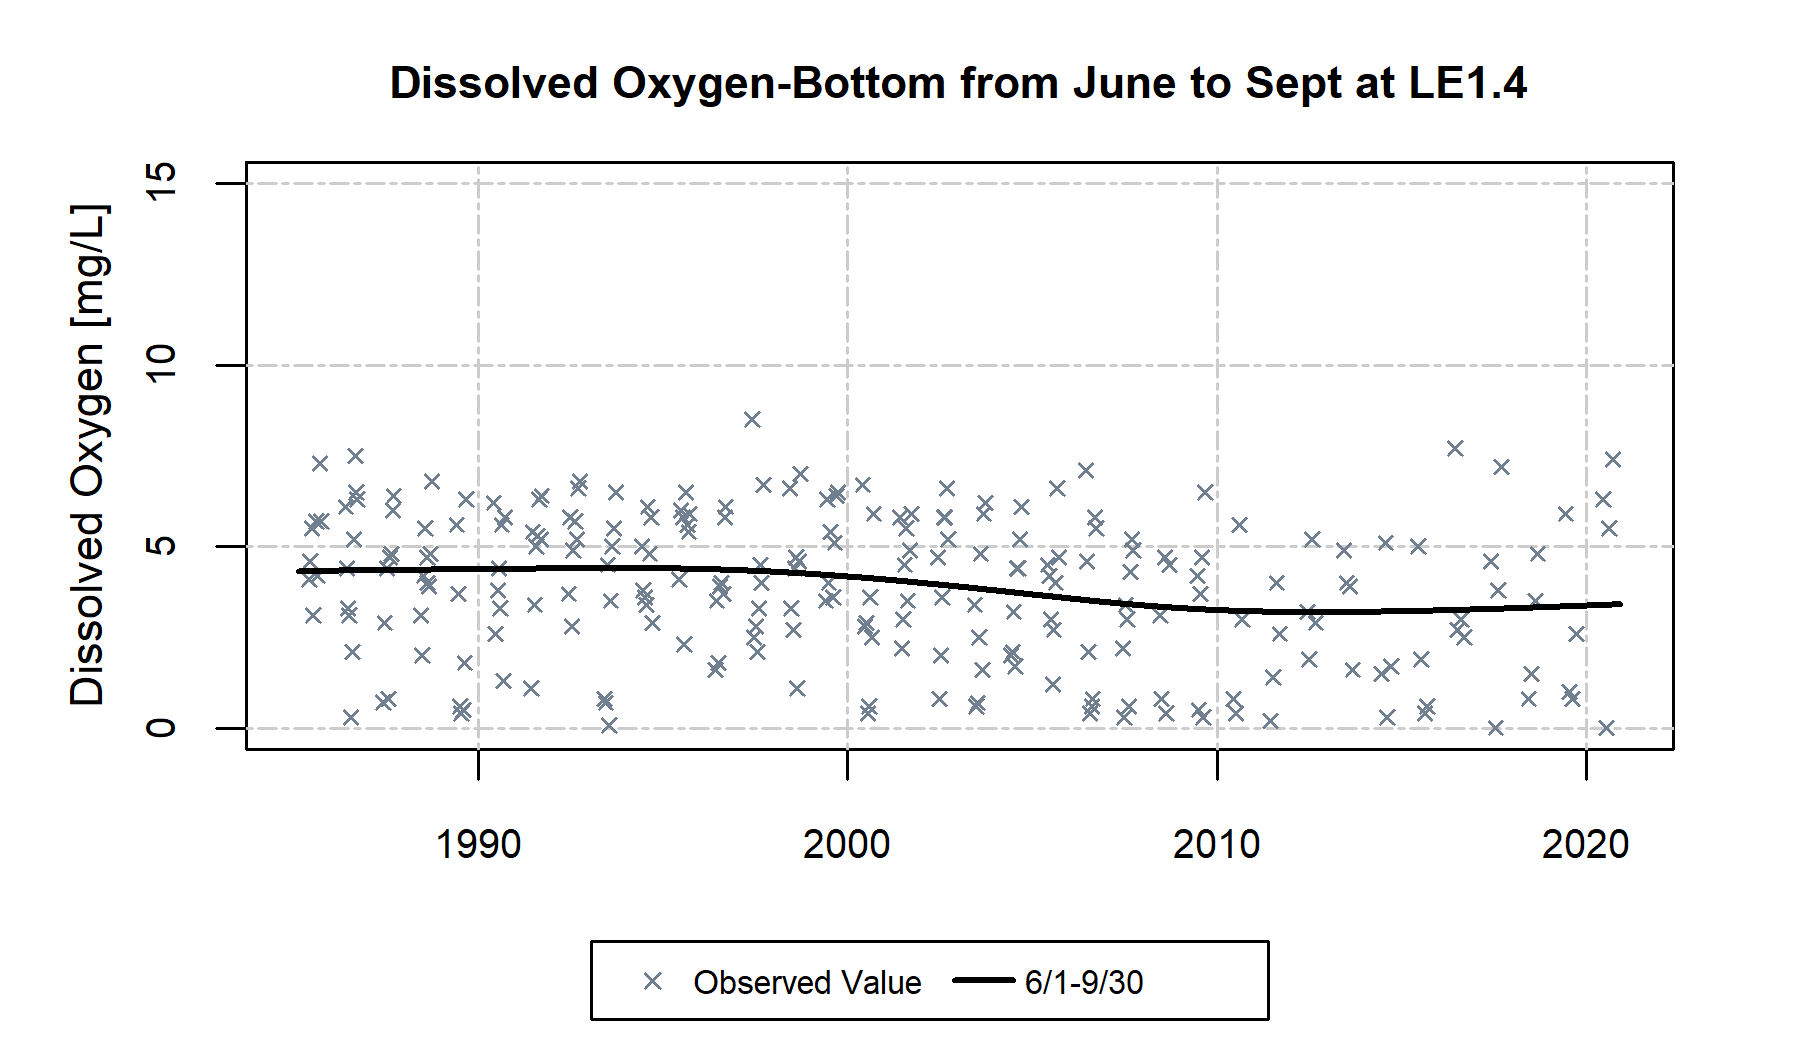 Dissolved Oxygen-Bottom from June to Sept at LE1.4
Dissolved Oxygen [mg/L]
15
10
5
0
1990 2000 2010 2020
Observed Value 6/1-9/30